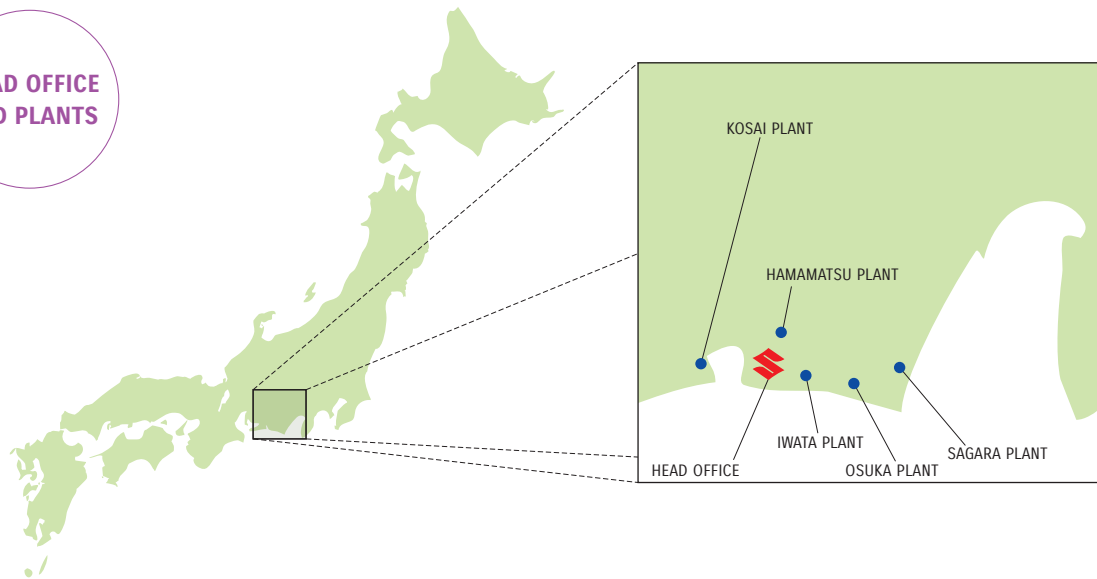 AD OFFICE
D PLANTS
KOSAI PLANT
HAMAMATSU PLANT
IWATA PLANT
HEAD OFFICE
OSUKA PLANT
SAGARA PLANT